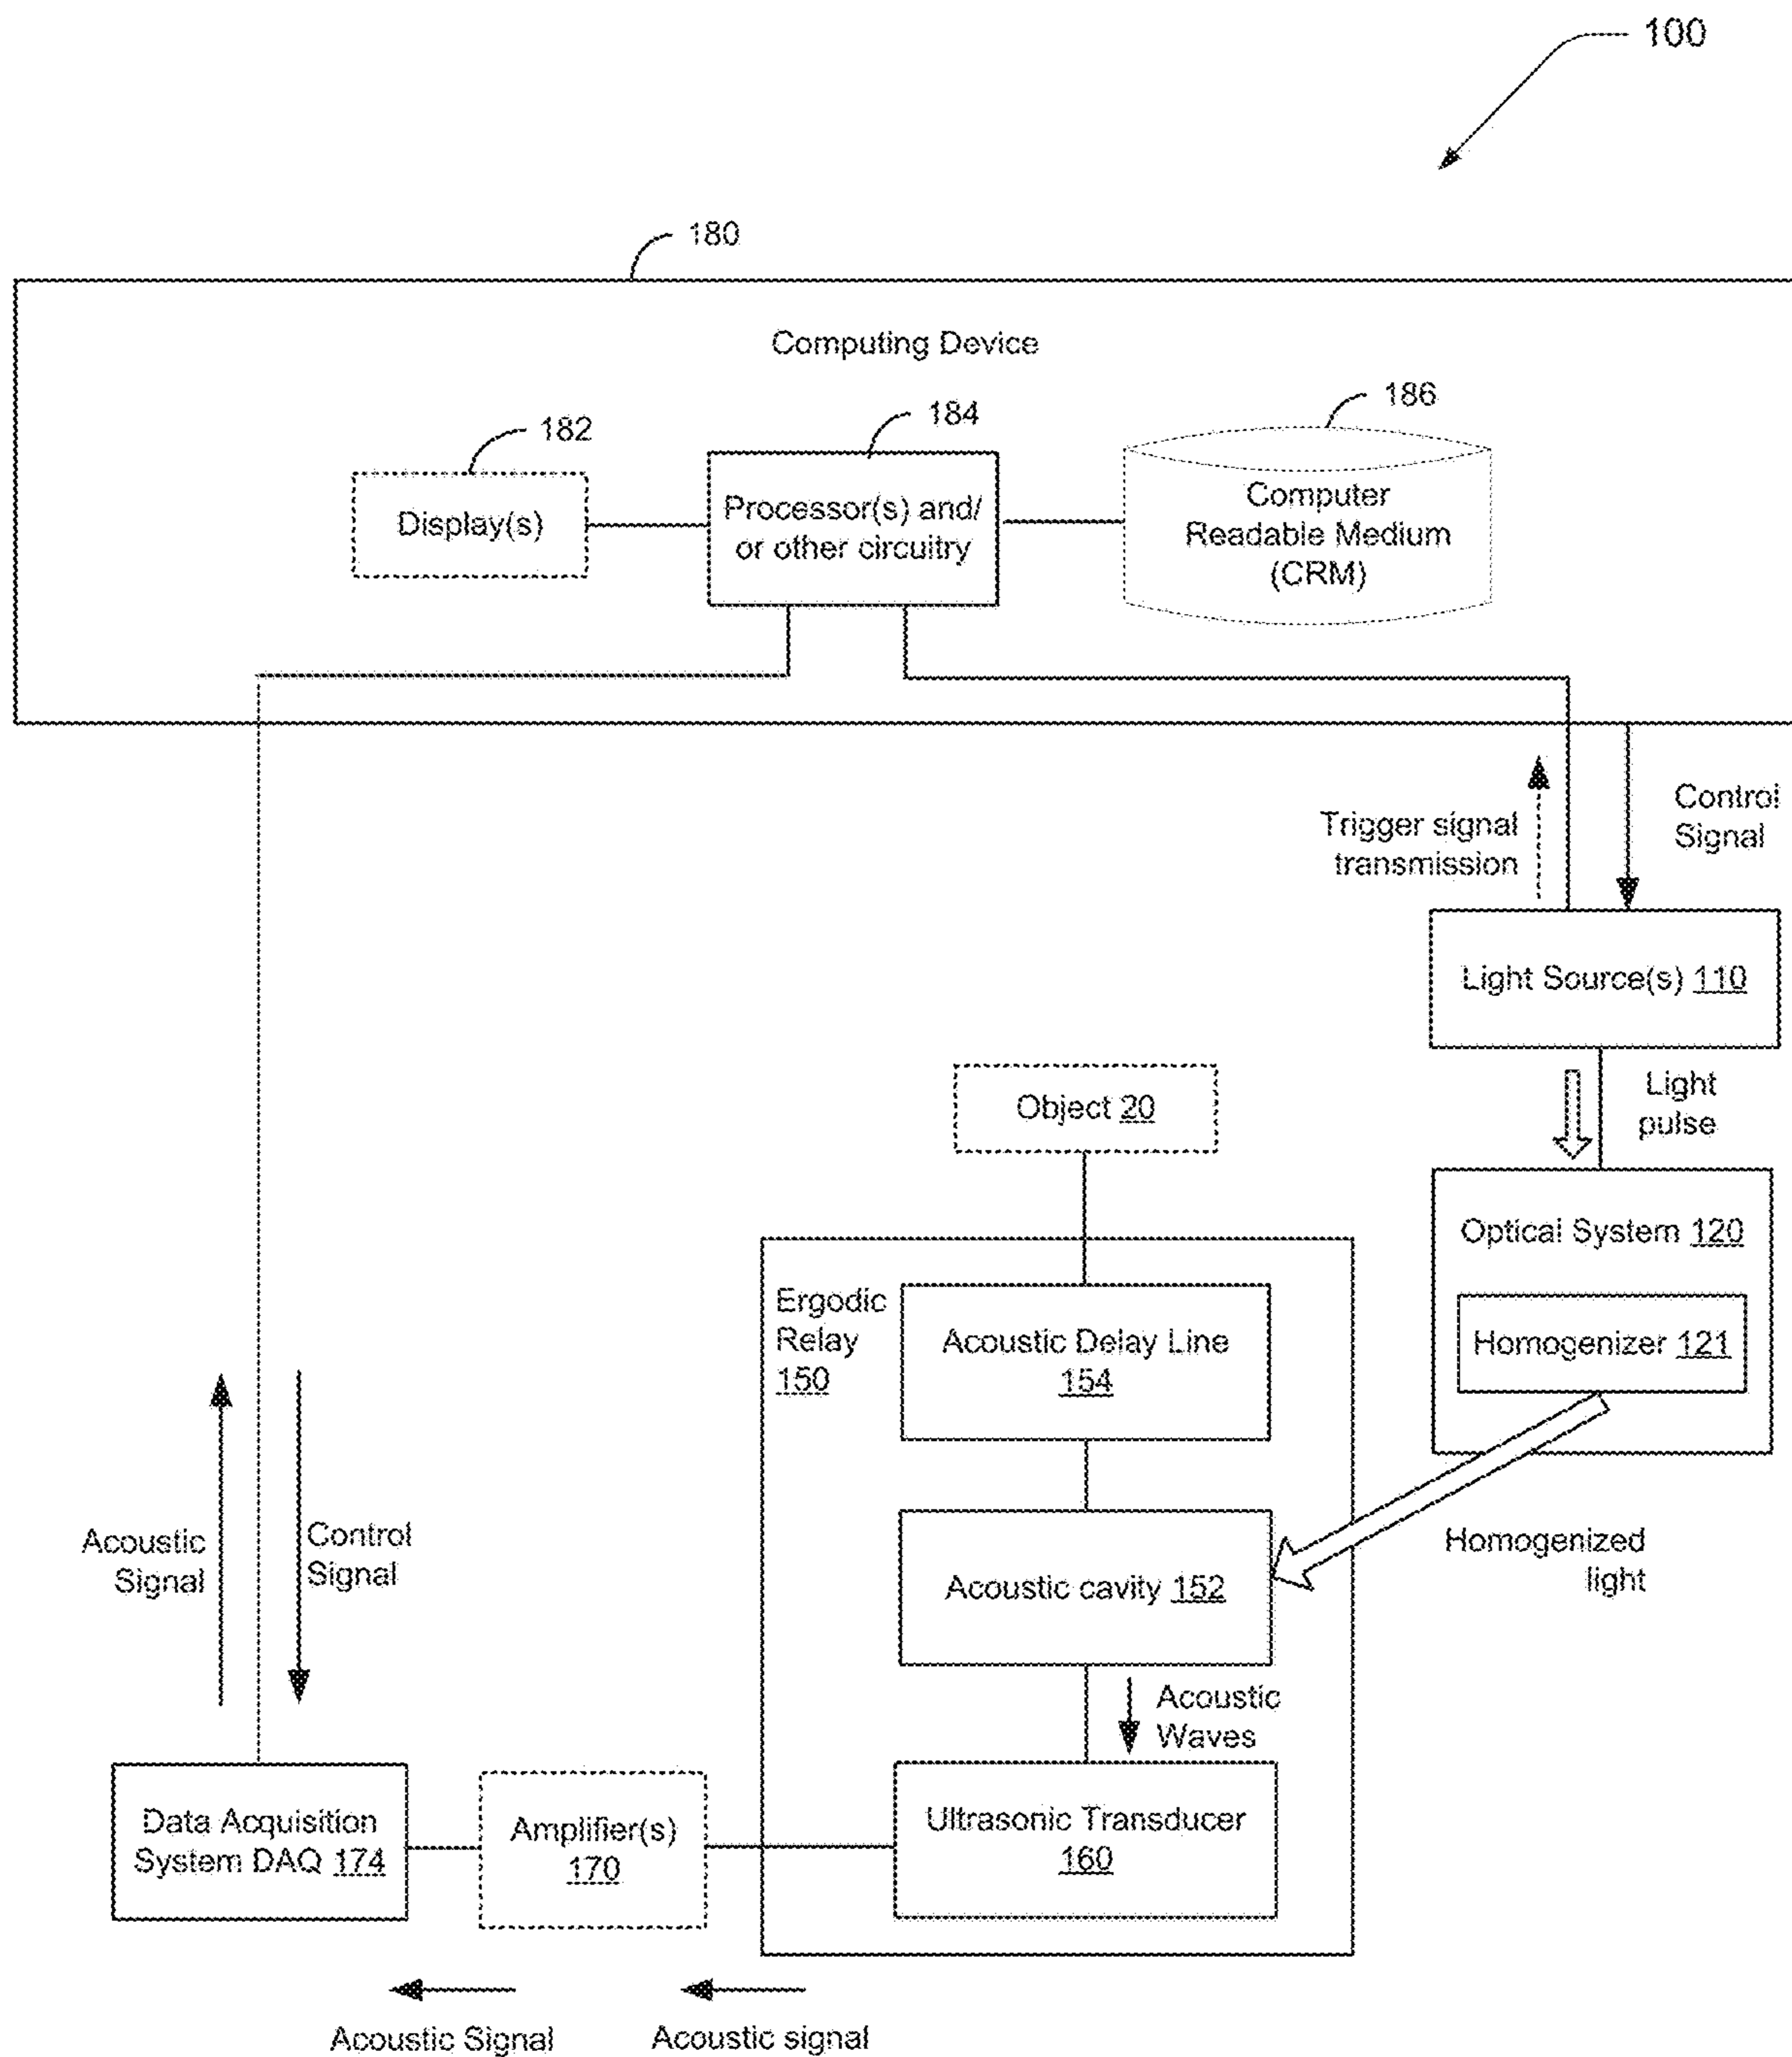 100
180
Computing Device
182
184
186
Display(s)
Processor(s) and/
or other circuitry
Computer
Readable Medium
(CRM)
Trigger signal
transmission
Control
Signal
Light Source(s) 110
Light
pulse
Object 20
Optical System 120
Homogenizer 121
Ergodic
Relay
150
Acoustic Delay Line
154
Acoustic
Signal
Control
Signal
Homogenized
light
Acoustic cavity 152
Acoustic
Waves
Data Acquisition
System DAQ 174
Amplifier(s)
170
Ultrasonic Transducer
160
Acoustic Signal
Acoustic signal